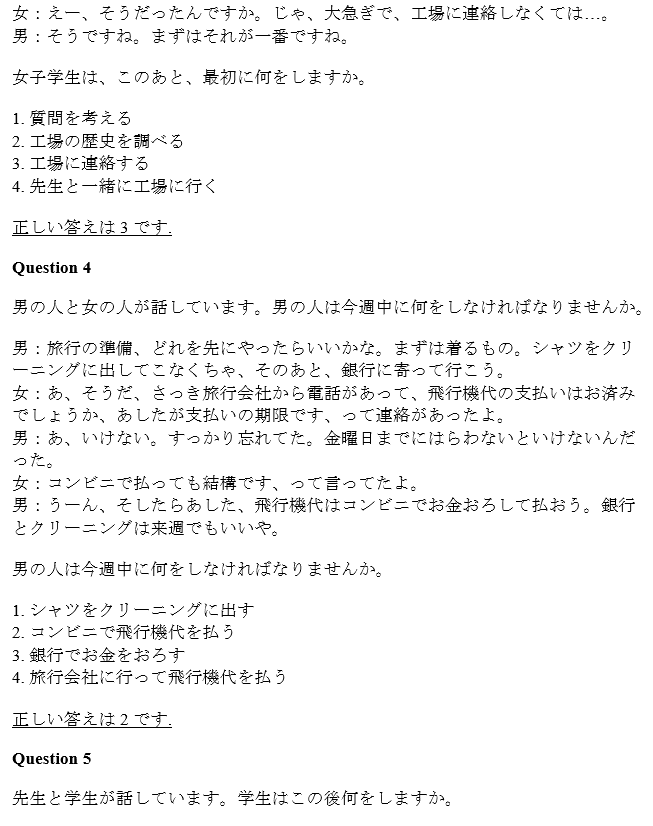 女：えー、そうだったんですか。じゃ、大急ぎで、工場に連絡しなくては…。
男：そうですね。まずはそれが一番ですね。
女子学生は、このあと、最初に何をしますか。
1. 質問を考える
2. 工場の歴史を調べる
3. 工場に連絡する
4. 先生と一緒に工場に行く
正しい答えは 3 です.
Question 4
男の人と女の人が話しています。男の人は今週中に何をしなければなりませんか。
男：旅行の準備、どれを先にやったらいいかな。まずは着るもの。シャツをクリ
ーニングに出してこなくちゃ、そのあと、銀行に寄って行こう。
女：あ、そうだ、さっき旅行会社から電話があって、飛行機代の支払いはお済み
でしょうか、あしたが支払いの期限です、って連絡があったよ。
男：あ、いけない。すっかり忘れてた。金曜日までにはらわないといけないんだ
った。
女：コンビニで払っても結構です、って言ってたよ。
男：うーん、そしたらあした、飛行機代はコンビニでお金おろして払おう。銀行
とクリーニングは来週でもいいや。
男の人は今週中に何をしなければなりませんか。
1. シャツをクリーニングに出す
2. コンビニで飛行機代を払う
3. 銀行でお金をおろす
4. 旅行会社に行って飛行機代を払う
正しい答えは 2 です.
Question 5
先生と学生が話しています。学生はこの後何をしますか。